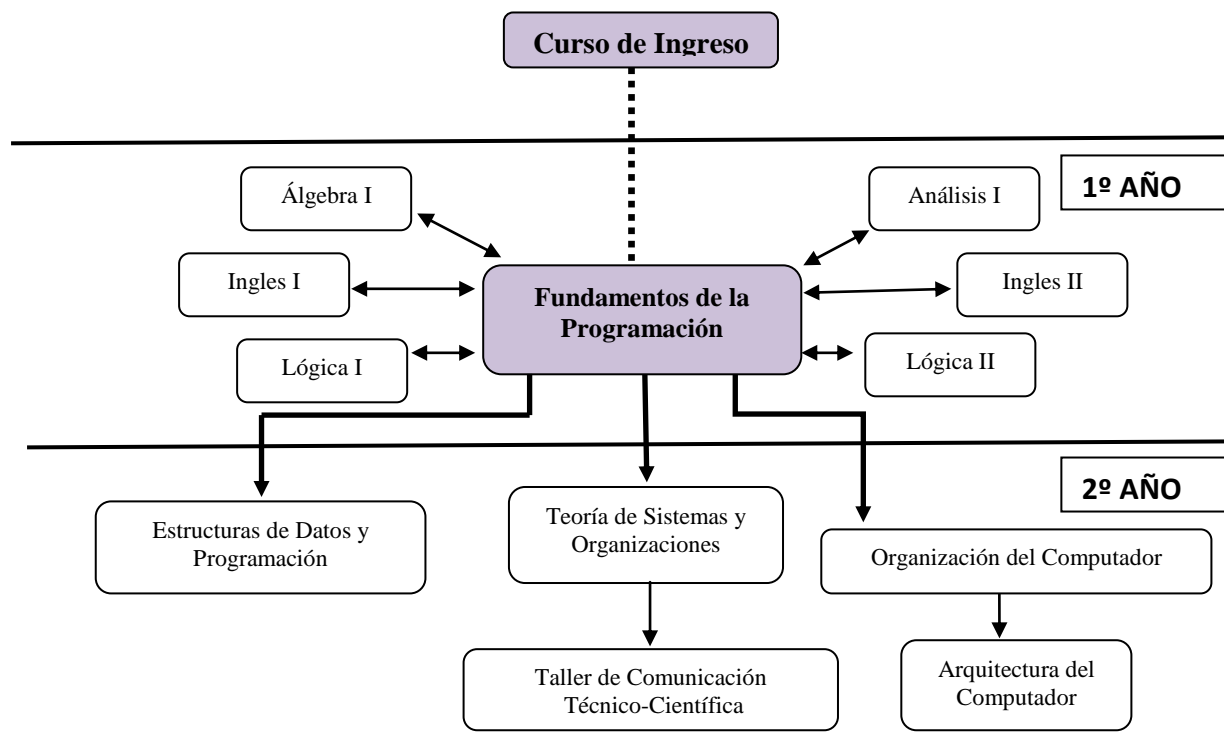 Curso de Ingreso
1º AÑO
Álgebra I
Análisis I
Ingles I
Fundamentos de la
Programación
Ingles II
Lógica I
Lógica II
2º AÑO
Estructuras de Datos y
Programación
Teoría de Sistemas y
Organizaciones
Organización del Computador
Taller de Comunicación
Técnico-Científica
Arquitectura del
Computador